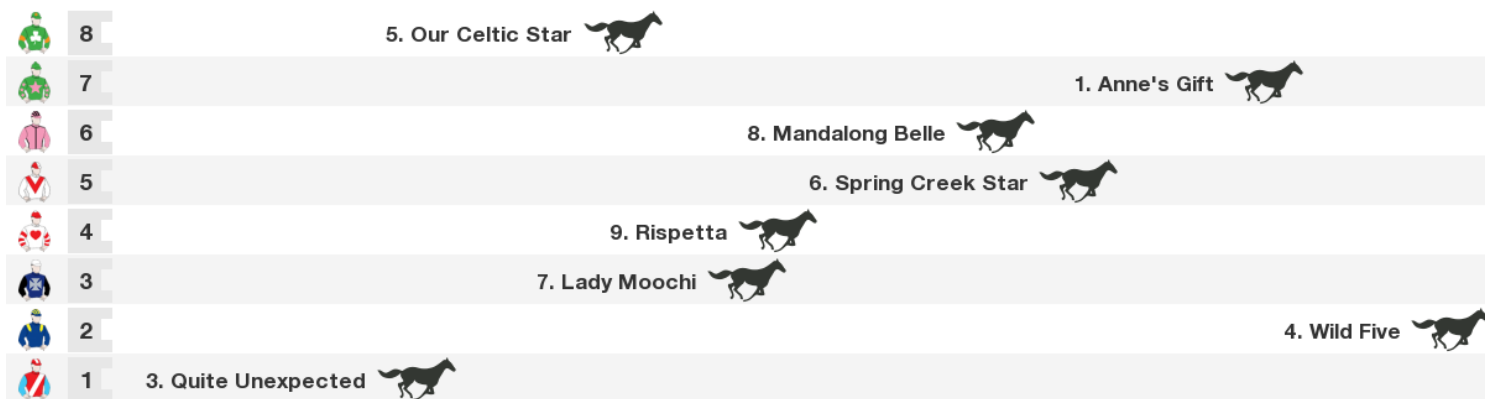 8 5. Our Celtic Star
7 1. Anne's Gift
6 8. Mandalong Belle
5 6. Spring Creek Star
4 9. Rispetta
3 7. Lady Moochi
2 4. Wild Five
1 3. Quite Unexpected